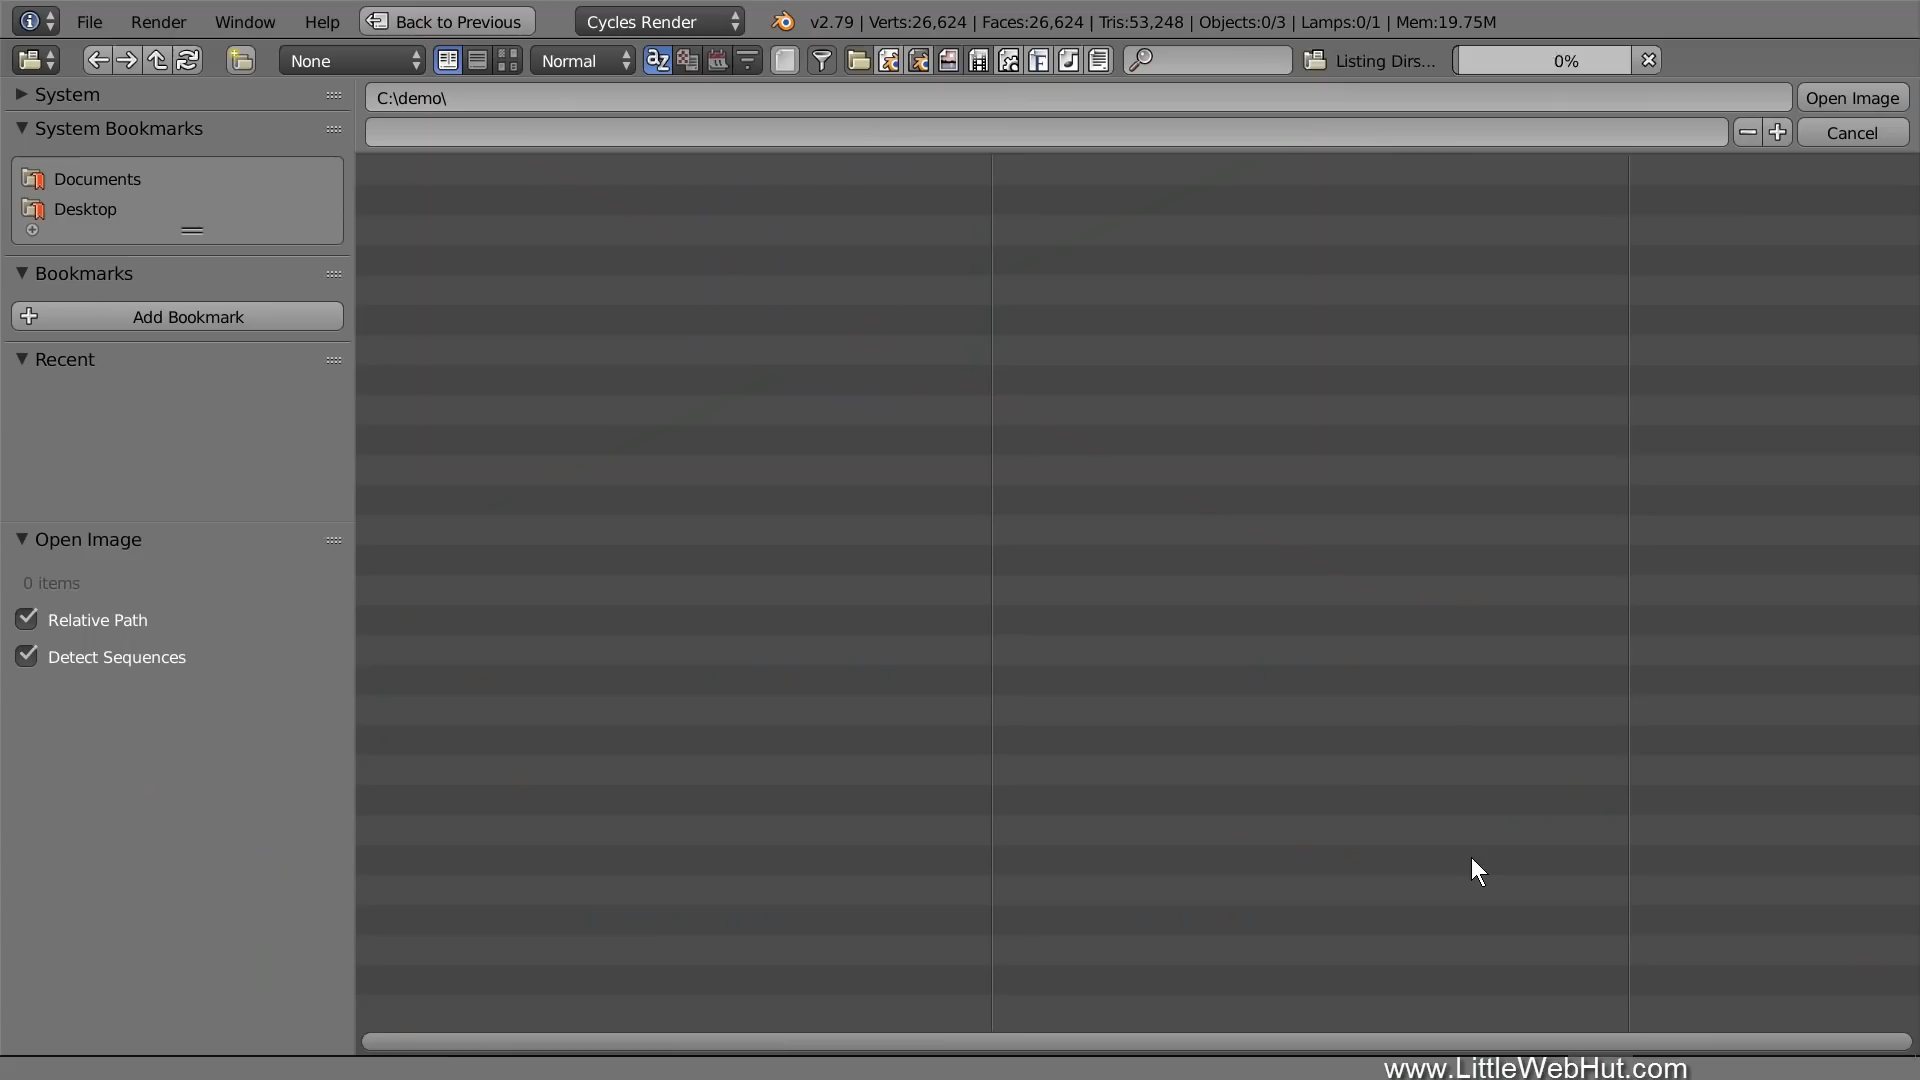 File Render Window Help Back to Previous Cycles Render v2.79 | Verts:26,624 | Faces:26,624 | Tris:53,248 | Objects:0/3 | Lamps:0/1 | Mem:19.75M
None Normal az F Listing Dirs... 0%
System
C:\demo\ Open Image
System Bookmarks
Cancel
Documents
Desktop
Bookmarks
Add Bookmark
Recent
Open Image
0 items
Relative Path
Detect Sequences
www.LittleWebHut.com